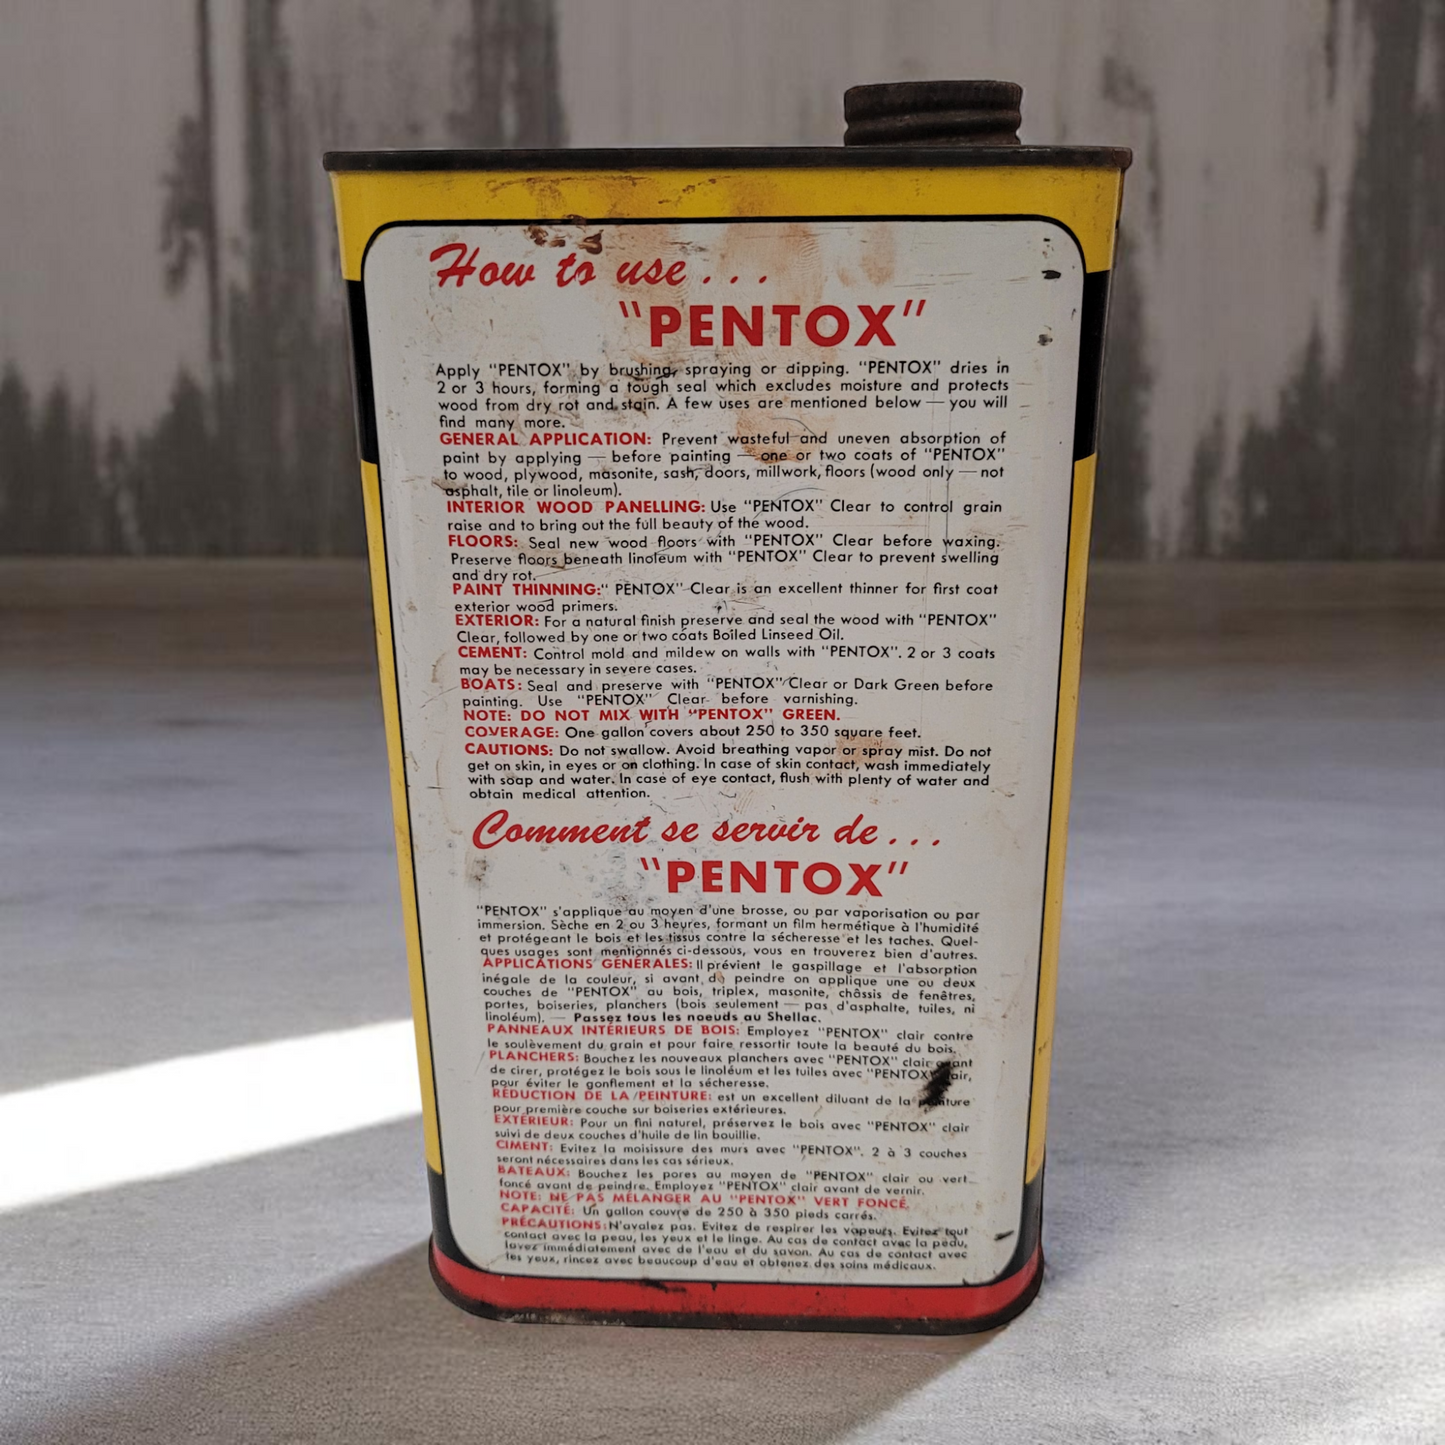 How to use . . .
"PENTOX"
Apply "PENTOX" by brushing, spraying or dipping. "PENTOX" dries in
2 or 3 hours, forming a tough seal which excludes moisture and protects
wood from dry rot and stain. A few uses are mentioned below — you will
find many more.
GENERAL APPLICATION: Prevent wasteful and uneven absorption of
paint by applying — before painting — one or two coats of "PENTOX"
to wood, plywood, masonite, sash, doors, millwork, floors (wood only — not
asphalt, tile or linoleum).
INTERIOR WOOD PANELLING: Use "PENTOX" Clear to control grain
raise and to bring out the full beauty of the wood.
FLOORS: Seal new wood floors with "PENTOX" Clear before waxing.
Preserve floors beneath linoleum with "PENTOX" Clear to prevent swelling
and dry rot.
PAINT THINNING: "PENTOX" Clear is an excellent thinner for first coat
exterior wood primers.
EXTERIOR: For a natural finish preserve and seal the wood with "PENTOX"
Clear, followed by one or two coats Boiled Linseed Oil.
CEMENT: Control mold and mildew on walls with "PENTOX". 2 or 3 coats
may be necessary in severe cases.
BOATS: Seal and preserve with "PENTOX" Clear or Dark Green before
painting. Use "PENTOX" Clear before varnishing.
NOTE: DO NOT MIX WITH "PENTOX" GREEN.
COVERAGE: One gallon covers about 250 to 350 square feet.
CAUTIONS: Do not swallow. Avoid breathing vapor or spray mist. Do not
get on skin, in eyes or on clothing. In case of skin contact, wash immediately
with soap and water. In case of eye contact, flush with plenty of water and
obtain medical attention.
Comment se servir de . . .
"PENTOX"
"PENTOX" s'applique au moyen d'une brosse, ou par vaporisation ou par
immersion. Sèche en 2 ou 3 heures, formant un film hermétique à l'humidité
et protégeant le bois et les tissus contre la sécheresse et les taches. Quel-
ques usages sont mentionnés ci-dessous, vous en trouverez bien d'autres.
APPLICATIONS GÉNÉRALES: Il prévient le gaspillage et l'absorption
inégale de la couleur, si avant de peindre on applique une ou deux
couches de "PENTOX" au bois, triplex, masonite, châssis de fenêtres,
portes, boiseries, planchers (bois seulement — pas d'asphalte, tuiles, ni
linoléum). — Passez tous les noeuds au Shellac.
PANNEAUX INTÉRIEURS DE BOIS: Employez "PENTOX" clair contre
le soulèvement du grain et pour faire ressortir toute la beauté du bois.
PLANCHERS: Bouchez les nouveaux planchers avec "PENTOX" clair avant
de cirer, protégez le bois sous le linoléum et les tuiles avec "PENTOX" clair,
pour éviter le gonflement et la sécheresse.
RÉDUCTION DE LA PEINTURE: est un excellent diluant de la peinture
pour première couche sur boiseries extérieures.
EXTÉRIEUR: Pour un fini naturel, préservez le bois avec "PENTOX" clair
suivi de deux couches d'huile de lin bouillie.
CIMENT: Evitez la moisissure des murs avec "PENTOX". 2 à 3 couches
seront nécessaires dans les cas sérieux.
BATEAUX: Bouchez les pores au moyen de "PENTOX" clair ou vert
foncé avant de peindre. Employez "PENTOX" clair avant de vernir.
NOTE: NE PAS MÉLANGER AU "PENTOX" VERT FONCÉ.
CAPACITÉ: Un gallon couvre de 250 à 350 pieds carrés.
PRÉCAUTIONS: N'avalez pas. Evitez de respirer les vapeurs. Evitez tout
contact avec la peau, les yeux et le linge. Au cas de contact avec la peau,
lavez immédiatement avec de l'eau et du savon. Au cas de contact avec
les yeux, rincez avec beaucoup d'eau et obtenez des soins médicaux.